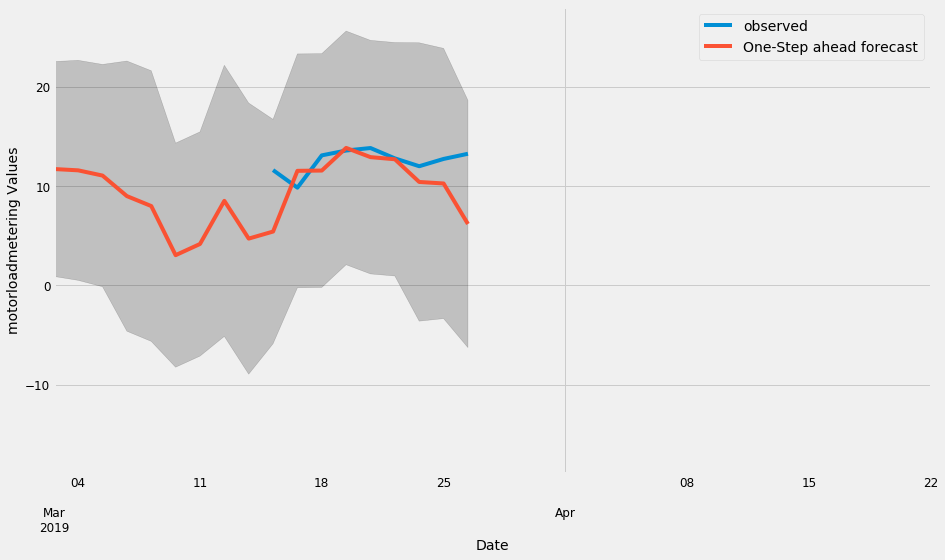 observed
One-Step ahead forecast
motorloadmetering Values
20
10
0
−10
04
11
18
25
08
15
22
Mar
2019
Apr
Date